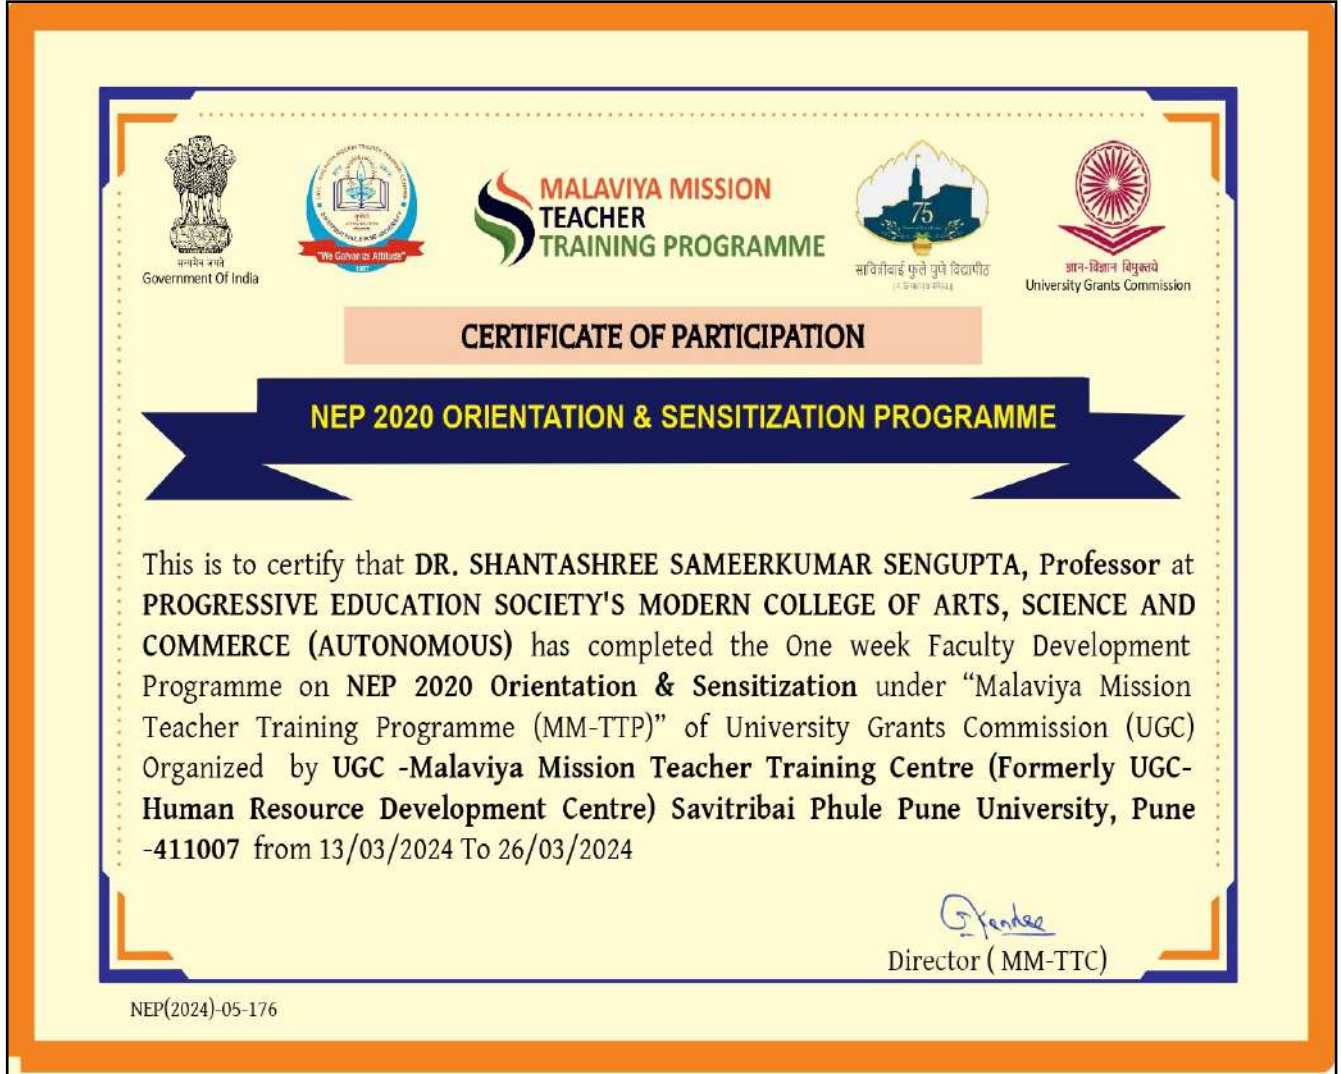 सत्यमेव जयते
Government Of India
"We Galvanize Attitude"
MALAVIYA MISSION
TEACHER
TRAINING PROGRAMME
75
सावित्रीबाई फुले पुणे विद्यापीठ
ज्ञान-विज्ञान विमुक्तये
University Grants Commission
CERTIFICATE OF PARTICIPATION
NEP 2020 ORIENTATION & SENSITIZATION PROGRAMME
This is to certify that DR. SHANTASHREE SAMEERKUMAR SENGUPTA, Professor at
PROGRESSIVE EDUCATION SOCIETY'S MODERN COLLEGE OF ARTS, SCIENCE AND
COMMERCE (AUTONOMOUS) has completed the One week Faculty Development
Programme on NEP 2020 Orientation & Sensitization under “Malaviya Mission
Teacher Training Programme (MM-TTP)” of University Grants Commission (UGC)
Organized by UGC -Malaviya Mission Teacher Training Centre (Formerly UGC-
Human Resource Development Centre) Savitribai Phule Pune University, Pune
-411007 from 13/03/2024 To 26/03/2024
Director ( MM-TTC)
NEP(2024)-05-176